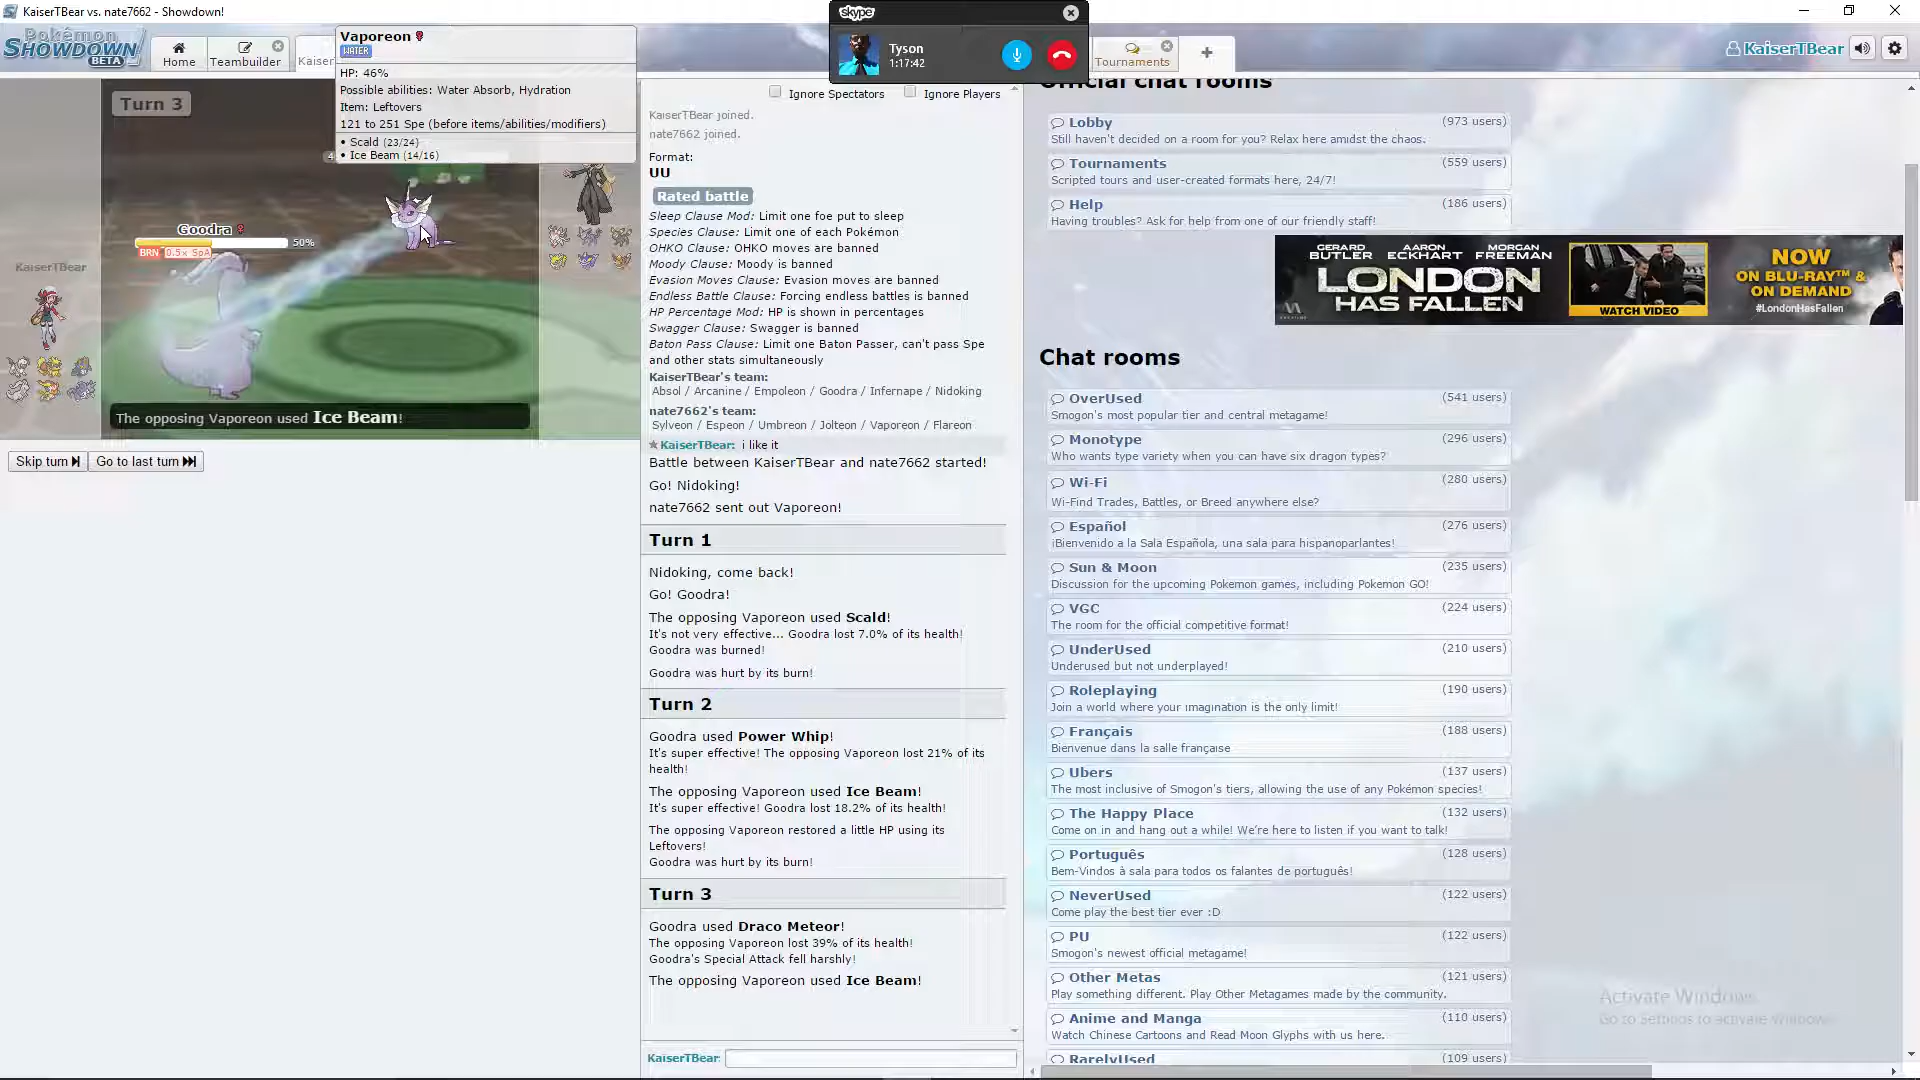 KaiserTBear vs. nate7662 - Showdown!
Pokémon
SHOWDOWN
BETA
Home
Teambuilder
Kaiser
Tournaments
KaiserTBear
skype
Tyson
1:17:42
Vaporeon
WATER
HP: 46%
Possible abilities: Water Absorb, Hydration
Item: Leftovers
121 to 251 Spe (before items/abilities/modifiers)
• Scald (23/24)
• Ice Beam (14/16)
Turn 3
Goodra
50%
BRN 0.5x SpA
KaiserTBear
The opposing Vaporeon used Ice Beam!
Skip turn
Go to last turn
Ignore Spectators
Ignore Players
KaiserTBear joined.
nate7662 joined.
Format:
UU
Rated battle
Sleep Clause Mod: Limit one foe put to sleep
Species Clause: Limit one of each Pokémon
OHKO Clause: OHKO moves are banned
Moody Clause: Moody is banned
Evasion Moves Clause: Evasion moves are banned
Endless Battle Clause: Forcing endless battles is banned
HP Percentage Mod: HP is shown in percentages
Swagger Clause: Swagger is banned
Baton Pass Clause: Limit one Baton Passer, can't pass Spe
and other stats simultaneously
KaiserTBear's team:
Absol / Arcanine / Empoleon / Goodra / Infernape / Nidoking
nate7662's team:
Sylveon / Espeon / Umbreon / Jolteon / Vaporeon / Flareon
★KaiserTBear: i like it
Battle between KaiserTBear and nate7662 started!
Go! Nidoking!
nate7662 sent out Vaporeon!
Turn 1
Nidoking, come back!
Go! Goodra!
The opposing Vaporeon used Scald!
It's not very effective... Goodra lost 7.0% of its health!
Goodra was burned!
Goodra was hurt by its burn!
Turn 2
Goodra used Power Whip!
It's super effective! The opposing Vaporeon lost 21% of its
health!
The opposing Vaporeon used Ice Beam!
It's super effective! Goodra lost 18.2% of its health!
The opposing Vaporeon restored a little HP using its
Leftovers!
Goodra was hurt by its burn!
Turn 3
Goodra used Draco Meteor!
The opposing Vaporeon lost 39% of its health!
Goodra's Special Attack fell harshly!
The opposing Vaporeon used Ice Beam!
KaiserTBear:
Official chat rooms
Lobby (973 users)
Still haven't decided on a room for you? Relax here amidst the chaos.
Tournaments (559 users)
Scripted tours and user-created formats here, 24/7!
Help (186 users)
Having troubles? Ask for help from one of our friendly staff!
GERARD BUTLER
AARON ECKHART
MORGAN FREEMAN
LONDON
HAS FALLEN
WATCH VIDEO
NOW
ON BLU-RAY™ &
ON DEMAND
#LondonHasFallen
Chat rooms
OverUsed (541 users)
Smogon's most popular tier and central metagame!
Monotype (296 users)
Who wants type variety when you can have six dragon types?
Wi-Fi (280 users)
Wi-Find Trades, Battles, or Breed anywhere else?
Español (276 users)
¡Bienvenido a la Sala Española, una sala para hispanoparlantes!
Sun & Moon (235 users)
Discussion for the upcoming Pokemon games, including Pokemon GO!
VGC (224 users)
The room for the official competitive format!
UnderUsed (210 users)
Underused but not underplayed!
Roleplaying (190 users)
Join a world where your imagination is the only limit!
Français (188 users)
Bienvenue dans la salle française
Ubers (137 users)
The most inclusive of Smogon's tiers, allowing the use of any Pokémon species!
The Happy Place (132 users)
Come on in and hang out a while! We're here to listen if you want to talk!
Português (128 users)
Bem-Vindos à sala para todos os falantes de português!
NeverUsed (122 users)
Come play the best tier ever :D
PU (122 users)
Smogon's newest official metagame!
Other Metas (121 users)
Play something different. Play Other Metagames made by the community.
Anime and Manga (110 users)
Watch Chinese Cartoons and Read Moon Glyphs with us here.
RarelyUsed (109 users)
Activate Windows
Go to Settings to activate Windows.